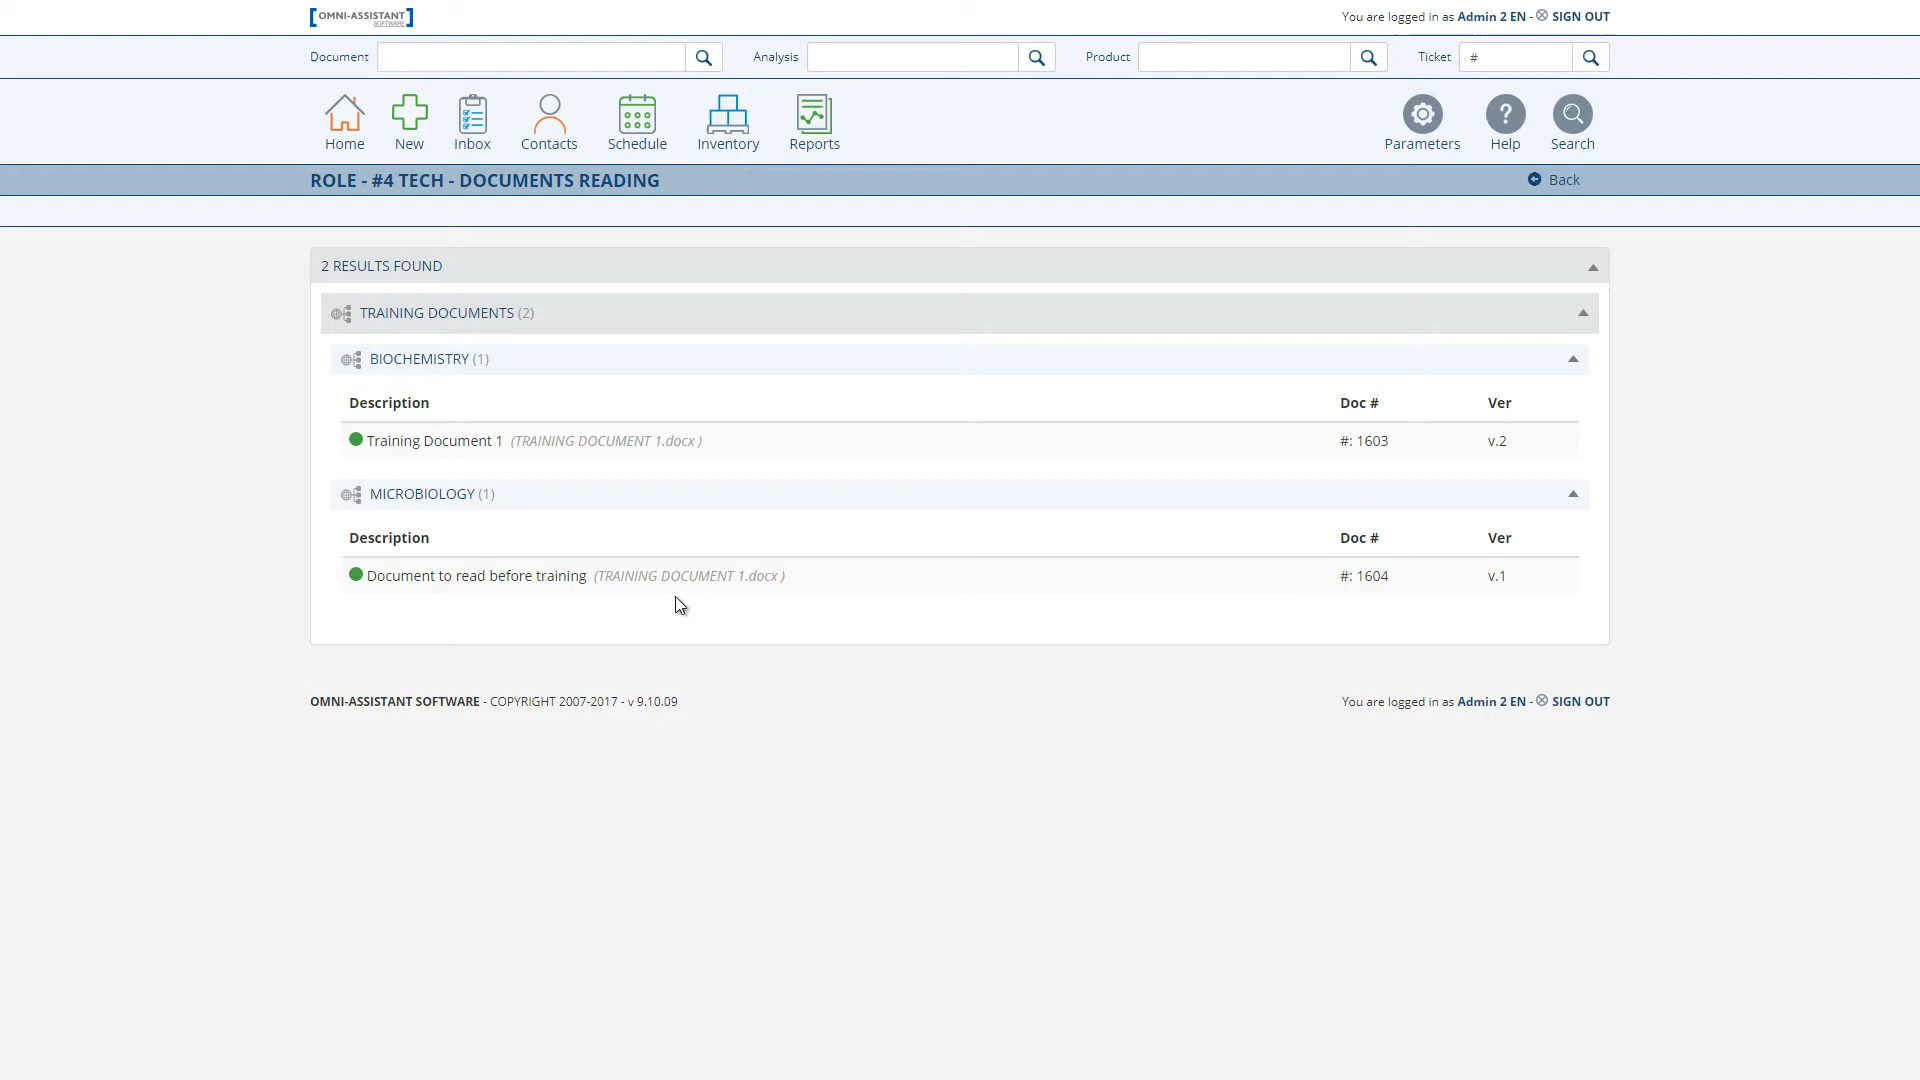 OMNI-ASSISTANT
SOFTWARE
You are logged in as Admin 2 EN - SIGN OUT
Document Analysis Product Ticket #
Home New Inbox Contacts Schedule Inventory Reports Parameters ? Help Search
ROLE - #4 TECH - DOCUMENTS READING Back
2 RESULTS FOUND
TRAINING DOCUMENTS (2)
BIOCHEMISTRY (1)
Description Doc # Ver
Training Document 1 (TRAINING DOCUMENT 1.docx ) #: 1603 v.2
MICROBIOLOGY (1)
Description Doc # Ver
Document to read before training (TRAINING DOCUMENT 1.docx ) #: 1604 v.1
OMNI-ASSISTANT SOFTWARE - COPYRIGHT 2007-2017 - v 9.10.09 You are logged in as Admin 2 EN - SIGN OUT